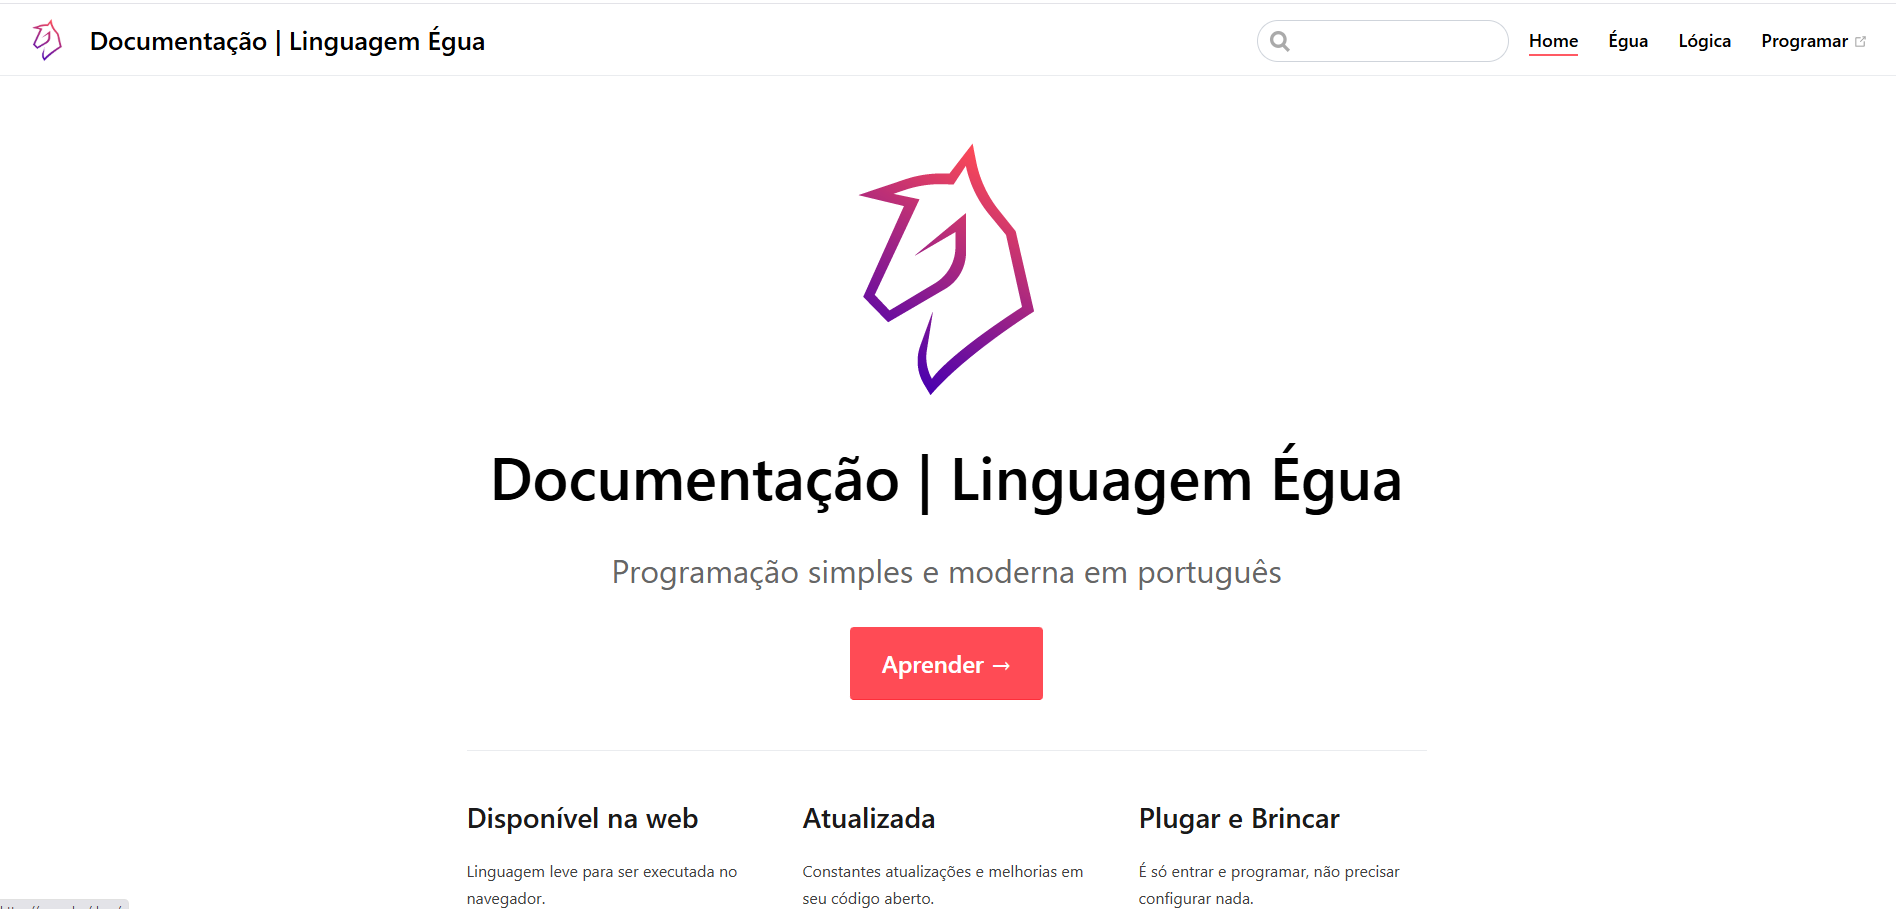 Documentação | Linguagem Égua
Home
Égua
Lógica
Programar
Documentação | Linguagem Égua
Programação simples e moderna em português
Aprender →
Disponível na web
Linguagem leve para ser executada no
navegador.
Atualizada
Constantes atualizações e melhorias em
seu código aberto.
Plugar e Brincar
É só entrar e programar, não precisar
configurar nada.